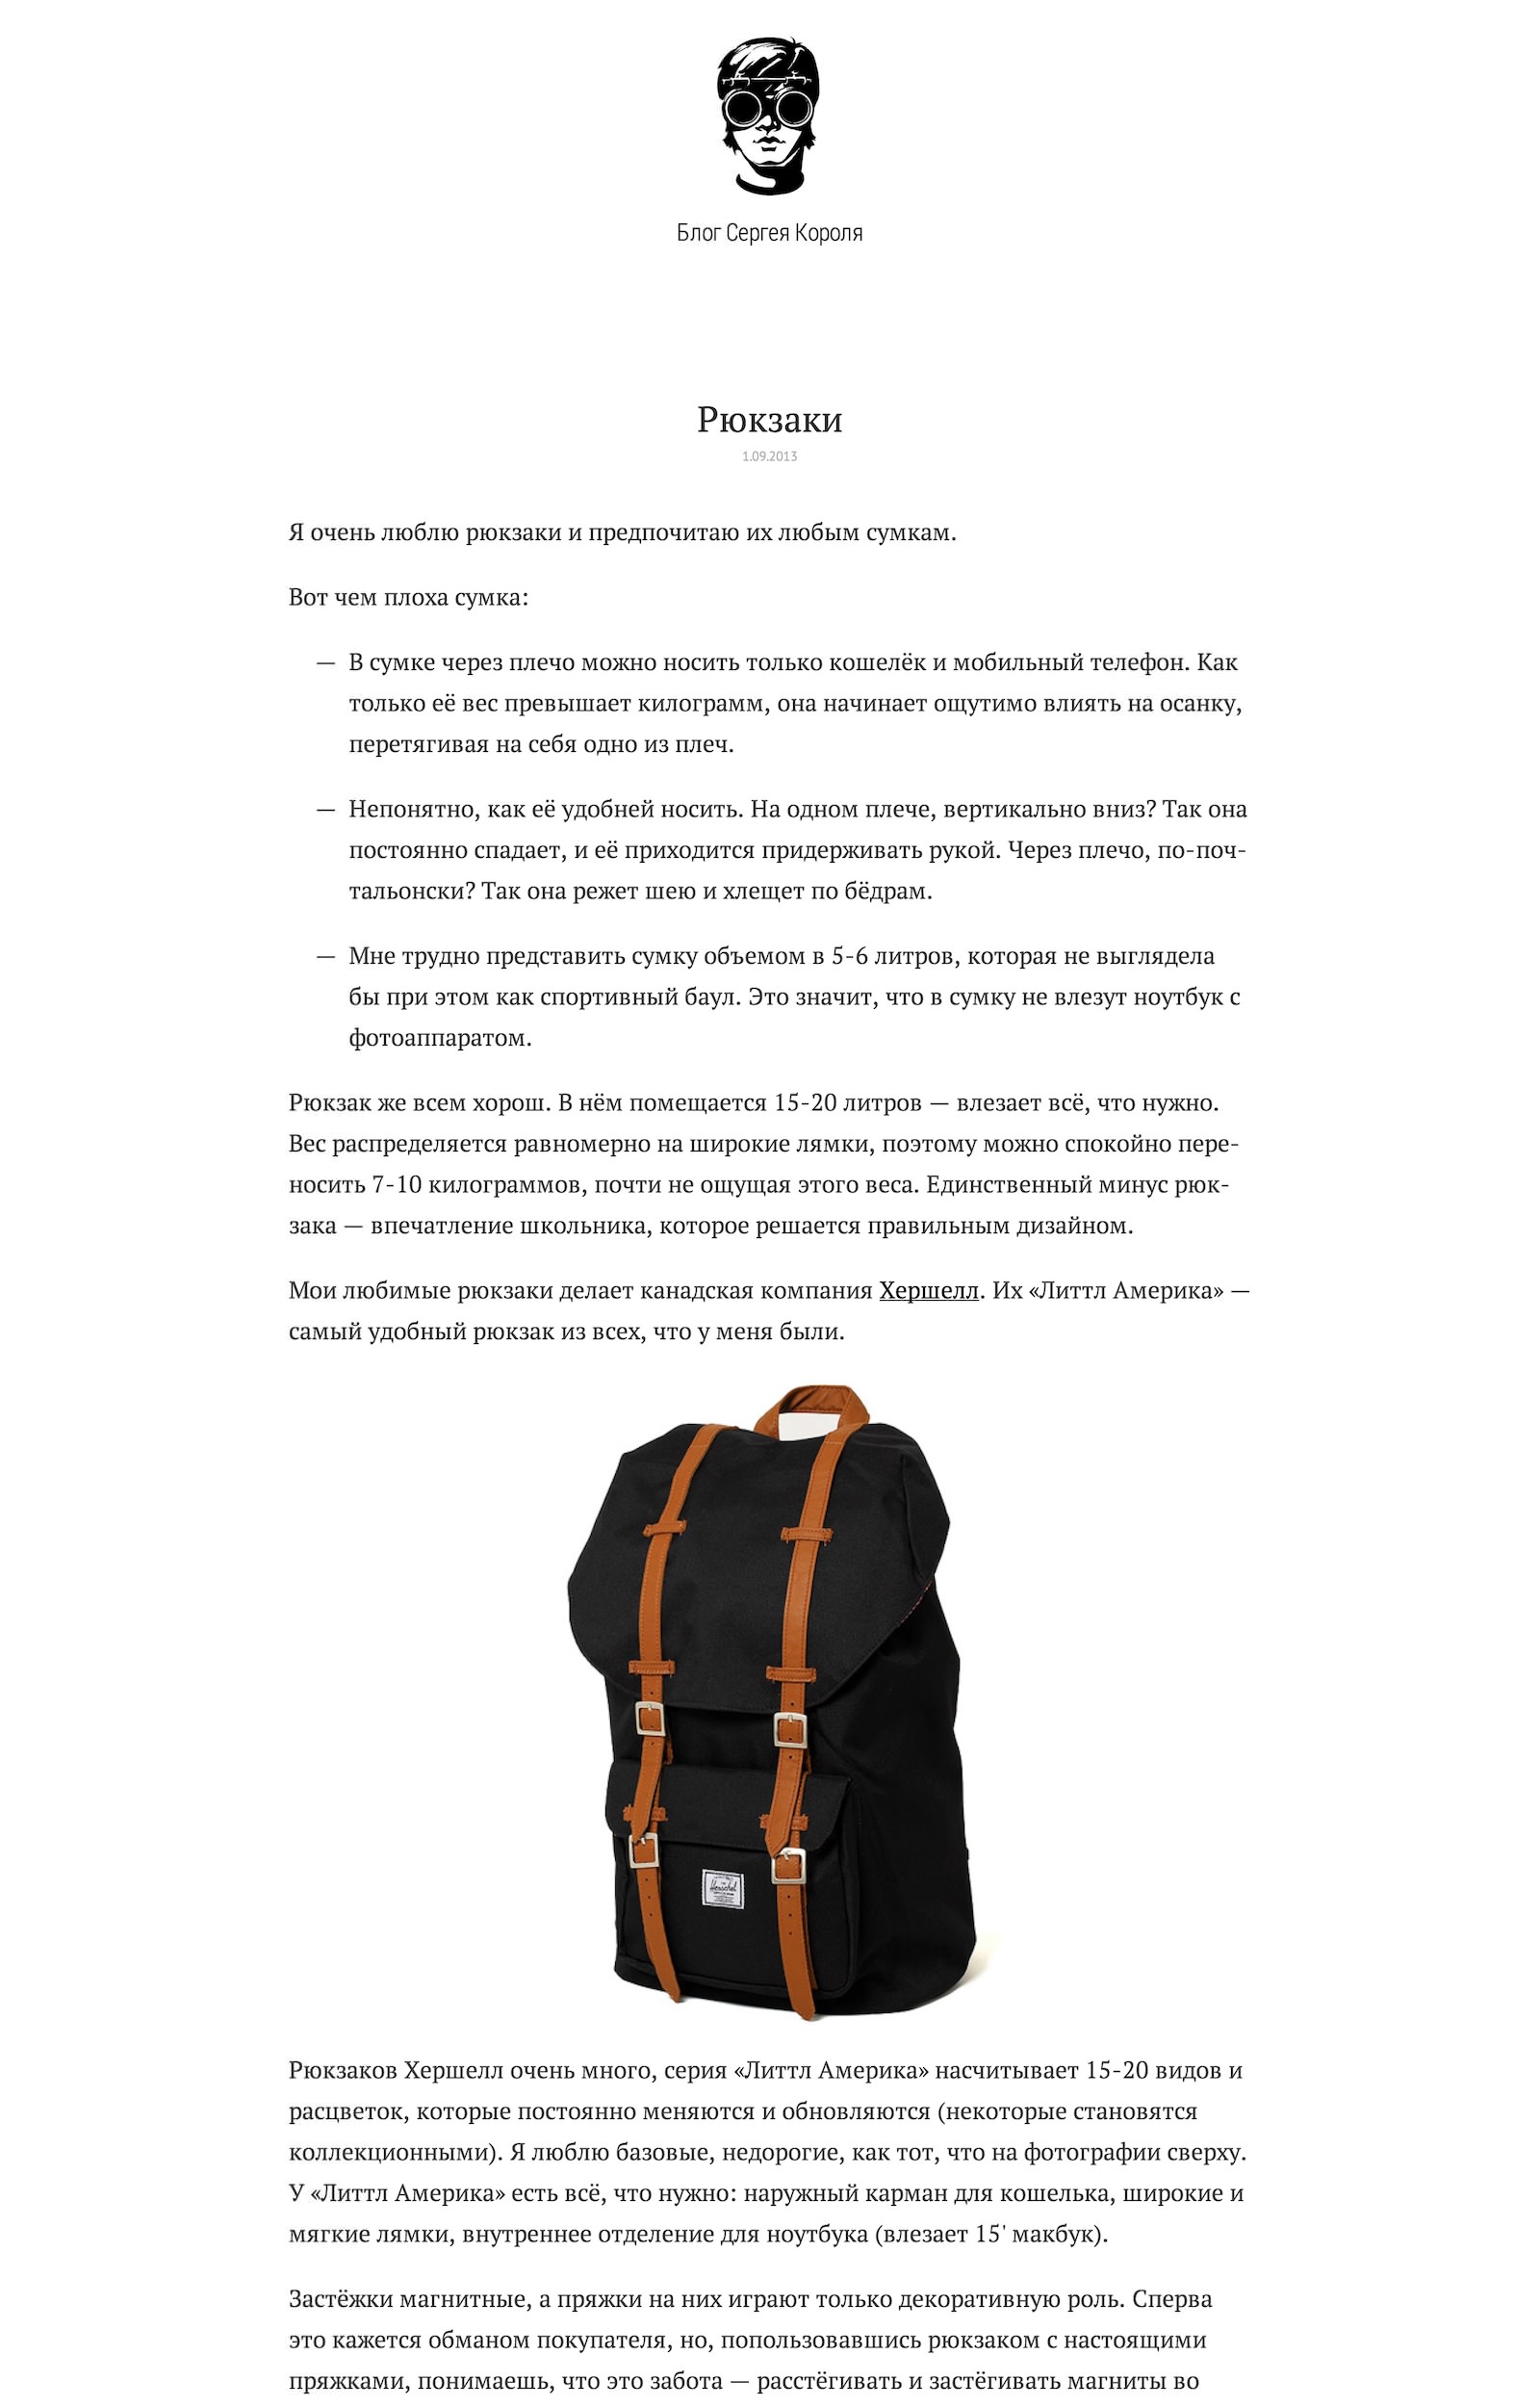 Блог Сергея Короля
Рюкзаки
1.09.2013
Я очень люблю рюкзаки и предпочитаю их любым сумкам.
Вот чем плоха сумка:
— В сумке через плечо можно носить только кошелёк и мобильный телефон. Как
только её вес превышает килограмм, она начинает ощутимо влиять на осанку,
перетягивая на себя одно из плеч.
— Непонятно, как её удобней носить. На одном плече, вертикально вниз? Так она
постоянно спадает, и её приходится придерживать рукой. Через плечо, по-поч-
тальонски? Так она режет шею и хлещет по бёдрам.
— Мне трудно представить сумку объемом в 5-6 литров, которая не выглядела
бы при этом как спортивный баул. Это значит, что в сумку не влезут ноутбук с
фотоаппаратом.
Рюкзак же всем хорош. В нём помещается 15-20 литров — влезает всё, что нужно.
Вес распределяется равномерно на широкие лямки, поэтому можно спокойно пере-
носить 7-10 килограммов, почти не ощущая этого веса. Единственный минус рюк-
зака — впечатление школьника, которое решается правильным дизайном.
Мои любимые рюкзаки делает канадская компания Хершелл. Их «Литтл Америка» —
самый удобный рюкзак из всех, что у меня были.
Herschel
Рюкзаков Хершелл очень много, серия «Литтл Америка» насчитывает 15-20 видов и
расцветок, которые постоянно меняются и обновляются (некоторые становятся
коллекционными). Я люблю базовые, недорогие, как тот, что на фотографии сверху.
У «Литтл Америка» есть всё, что нужно: наружный карман для кошелька, широкие и
мягкие лямки, внутреннее отделение для ноутбука (влезает 15' макбук).
Застёжки магнитные, а пряжки на них играют только декоративную роль. Сперва
это кажется обманом покупателя, но, попользовавшись рюкзаком с настоящими
пряжками, понимаешь, что это забота — расстёгивать и застёгивать магниты во